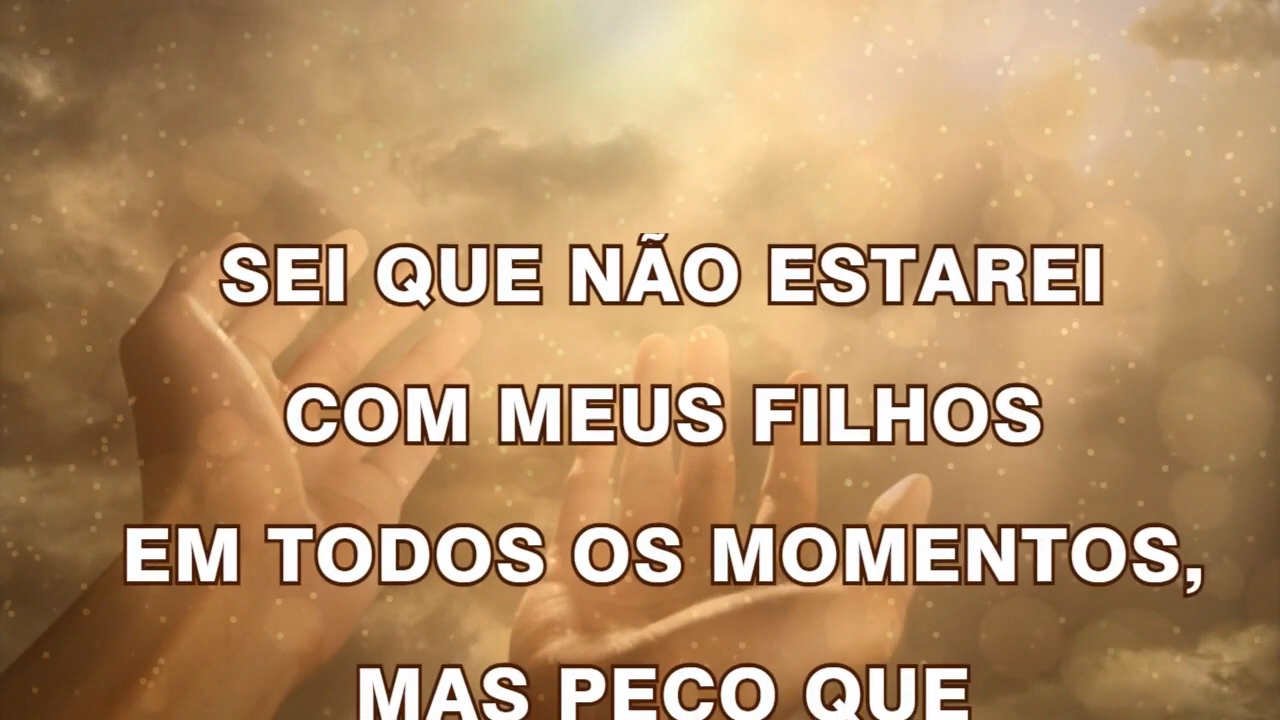 SEI QUE NÃO ESTAREI
COM MEUS FILHOS
EM TODOS OS MOMENTOS,
MAS PEÇO QUE